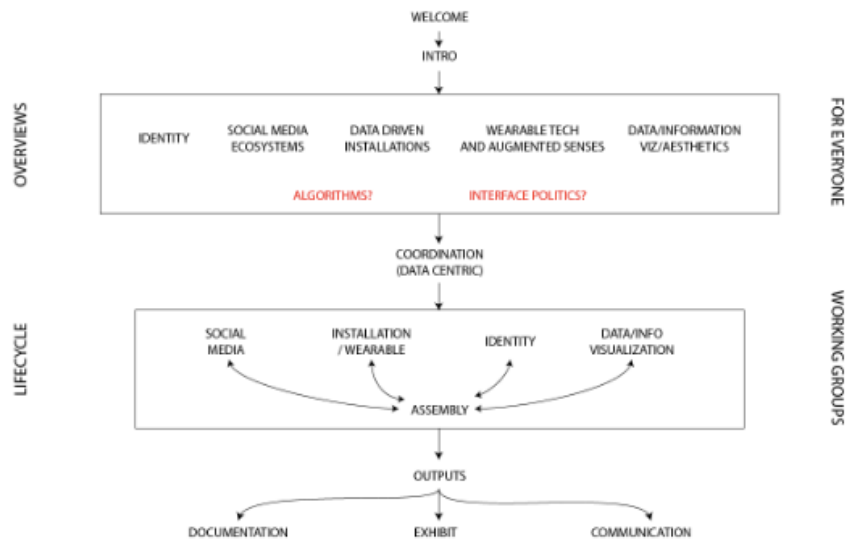 WELCOME
INTRO
OVERVIEWS
FOR EVERYONE
IDENTITY
SOCIAL MEDIA
ECOSYSTEMS
DATA DRIVEN
INSTALLATIONS
WEARABLE TECH
AND AUGMENTED SENSES
DATA/INFORMATION
VIZ/AESTHETICS
ALGORITHMS?
INTERFACE POLITICS?
COORDINATION
(DATA CENTRIC)
LIFECYCLE
WORKING GROUPS
SOCIAL
MEDIA
INSTALLATION
/ WEARABLE
IDENTITY
DATA/INFO
VISUALIZATION
ASSEMBLY
OUTPUTS
DOCUMENTATION
EXHIBIT
COMMUNICATION